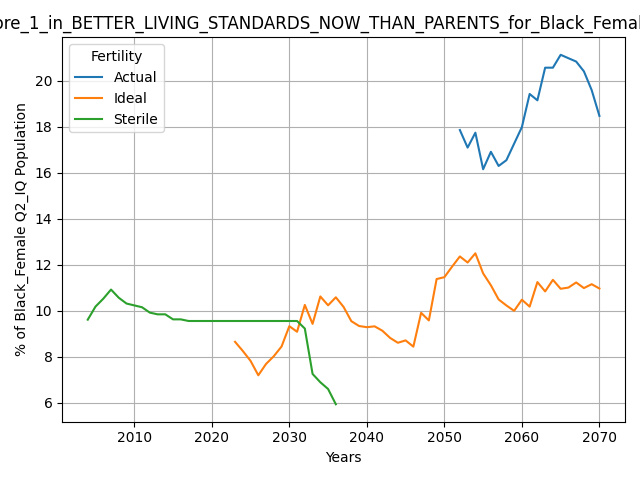 ore_1_in_BETTER_LIVING_STANDARDS_NOW_THAN_PARENTS_for_Black_Femal
Fertility
Actual
Ideal
Sterile
% of Black_Female Q2_IQ Population
20
18
16
14
12
10
8
6
2010 2020 2030 2040 2050 2060 2070
Years